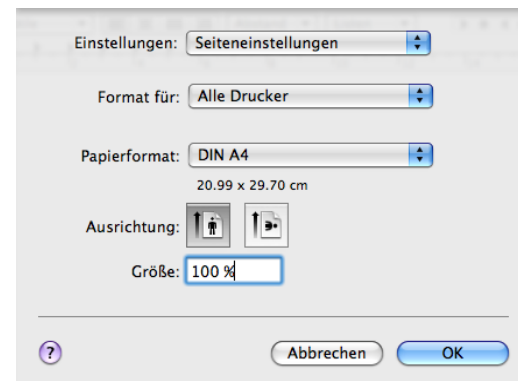 Einstellungen: Seiteneinstellungen
Format für: Alle Drucker
Papierformat: DIN A4
20.99 x 29.70 cm
Ausrichtung:
Größe: 100 %
? Abbrechen OK